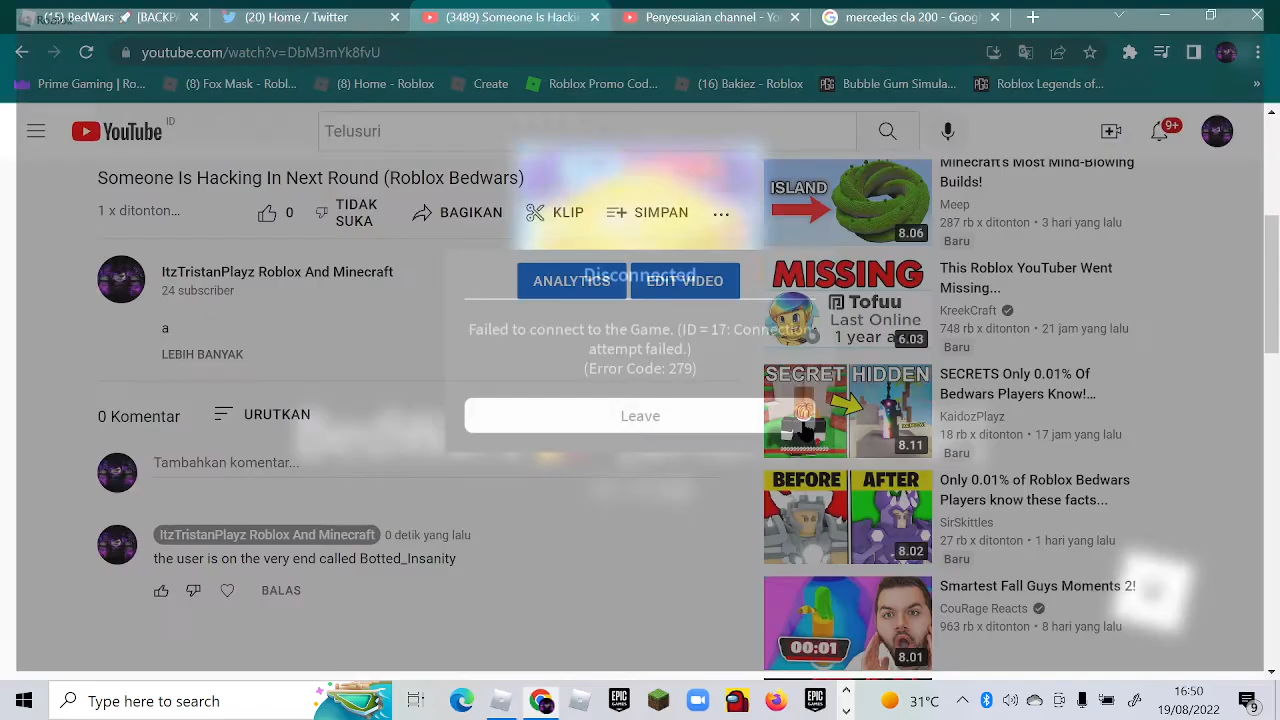 (15) BedWars [BACKPA
(20) Home / Twitter
(3489) Someone Is Hackin
Penyesuaian channel - Yo
mercedes cla 200 - Googl
youtube.com/watch?v=DbM3mYk8fvU
Prime Gaming | Ro...
(8) Fox Mask - Robl...
(8) Home - Roblox
Create
Roblox Promo Cod...
(16) Bakiez - Roblox
Bubble Gum Simula...
Roblox Legends of...
»
YouTube ID
Telusuri
9+
Someone Is Hacking In Next Round (Roblox Bedwars)
1 x ditonton...
0
TIDAK
SUKA
BAGIKAN
KLIP
SIMPAN
...
ItzTristanPlayz Roblox And Minecraft
24 subscriber
ANALYTICS
EDIT VIDEO
Disconnected
a
LEBIH BANYAK
Failed to connect to the Game. (ID = 17: Connection
attempt failed.)
(Error Code: 279)
Leave
0 Komentar
URUTKAN
Tambahkan komentar...
ItzTristanPlayz Roblox And Minecraft 0 detik yang lalu
the user is on the very end called Botted_Insanity
BALAS
ISLAND
8.06
Minecraft's Most Mind-Blowing
Builds!
Meep
287 rb x ditonton • 3 hari yang lalu
Baru
MISSING
Tofuu
Last Online
1 year a
6.03
This Roblox YouTuber Went
Missing...
KreekCraft
748 rb x ditonton • 21 jam yang lalu
Baru
SECRET
HIDDEN
8.11
SECRETS Only 0.01% Of
Bedwars Players Know!...
KaidozPlayz
18 rb x ditonton • 17 jam yang lalu
Baru
BEFORE
AFTER
8.02
Only 0.01% of Roblox Bedwars
Players know these facts...
SirSkittles
27 rb x ditonton • 1 hari yang lalu
Baru
00:01
8.01
Smartest Fall Guys Moments 2!
CouRage Reacts
963 rb x ditonton • 8 hari yang lalu
Type here to search
EPIC
GAMES
EPIC
GAMES
31°C
16:50
19/08/2022
9